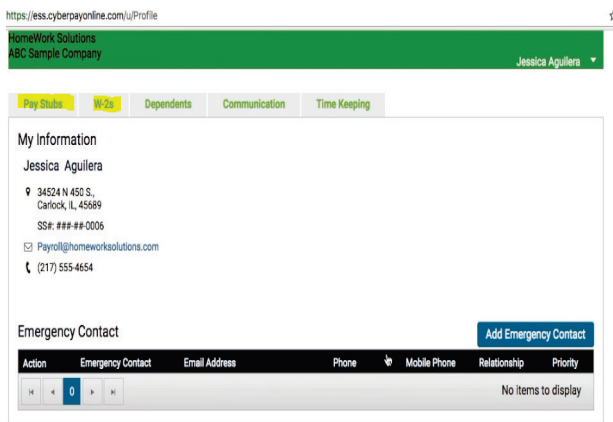 https://ess.cyberpayonline.com/u/Profile
HomeWork Solutions
ABC Sample Company
Jessica Aguilera
Pay Stubs W-2s Dependents Communication Time Keeping
My Information
Jessica Aguilera
34524 N 450 S.,
Carlock, IL, 45689
SS#: ###-##-0006
Payroll@homeworksolutions.com
(217) 555-4654
Emergency Contact
Add Emergency Contact
Action Emergency Contact Email Address Phone Mobile Phone Relationship Priority
0 No items to display